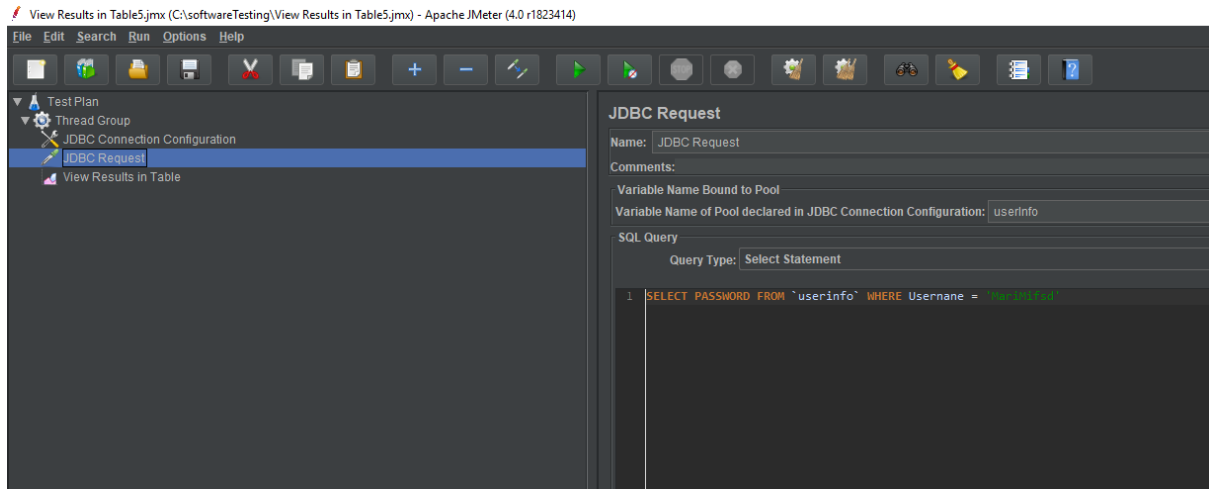 View Results in Table5.jmx (C:\softwareTesting\View Results in Table5.jmx) - Apache JMeter (4.0 r1823414)
File Edit Search Run Options Help
STOP
Test Plan
Thread Group
JDBC Connection Configuration
JDBC Request
View Results in Table
JDBC Request
Name: JDBC Request
Comments:
Variable Name Bound to Pool
Variable Name of Pool declared in JDBC Connection Configuration: userInfo
SQL Query
Query Type: Select Statement
1 SELECT PASSWORD FROM `userinfo` WHERE Usernane = 'MariMifsd'